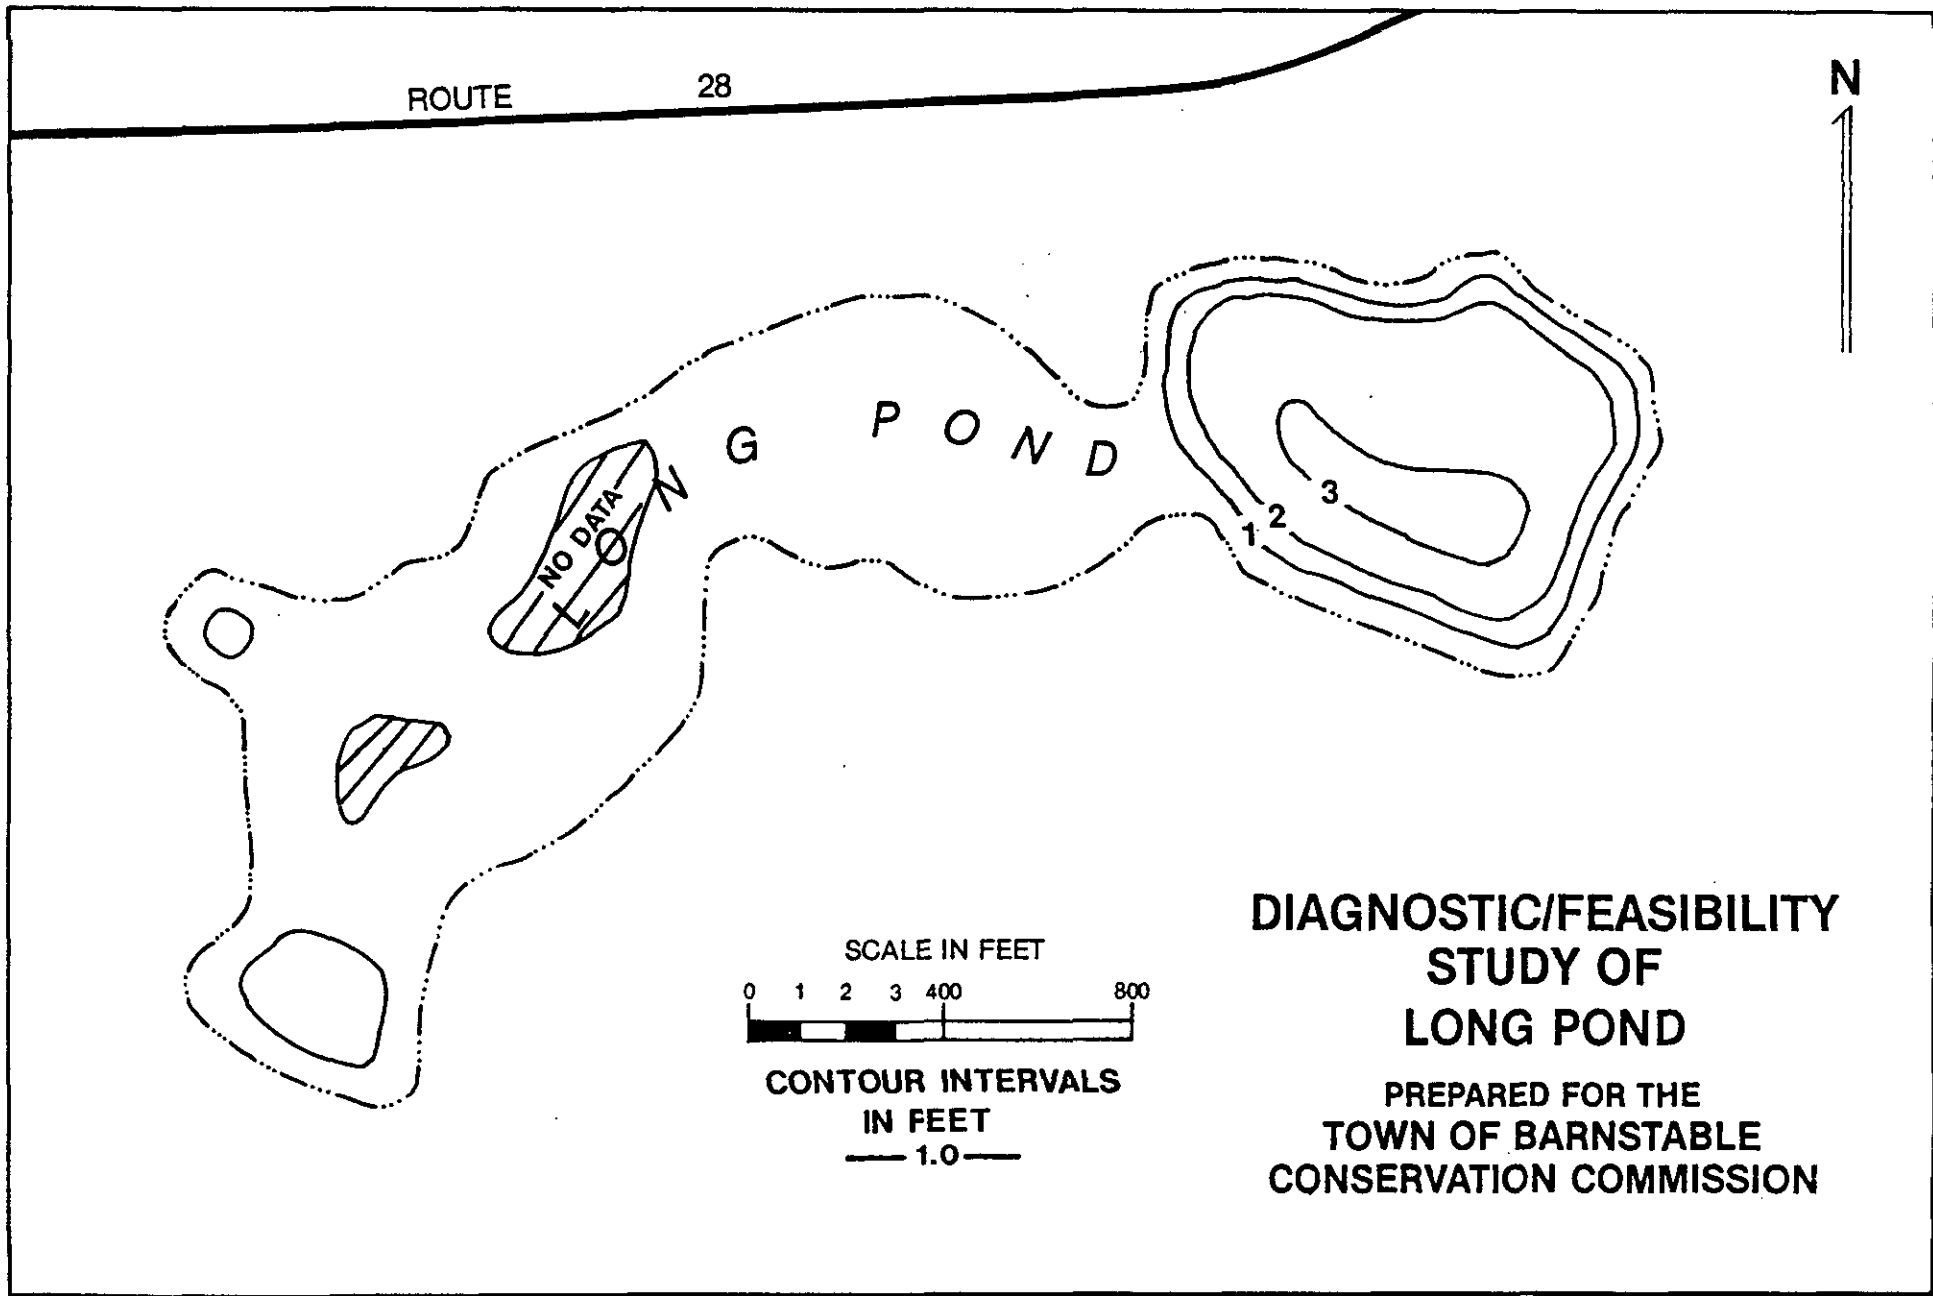 ROUTE 28
N
LONG POND
NO DATA
1 2 3
SCALE IN FEET
0 1 2 3 400 800
CONTOUR INTERVALS
IN FEET
1.0
DIAGNOSTIC/FEASIBILITY
STUDY OF
LONG POND
PREPARED FOR THE
TOWN OF BARNSTABLE
CONSERVATION COMMISSION